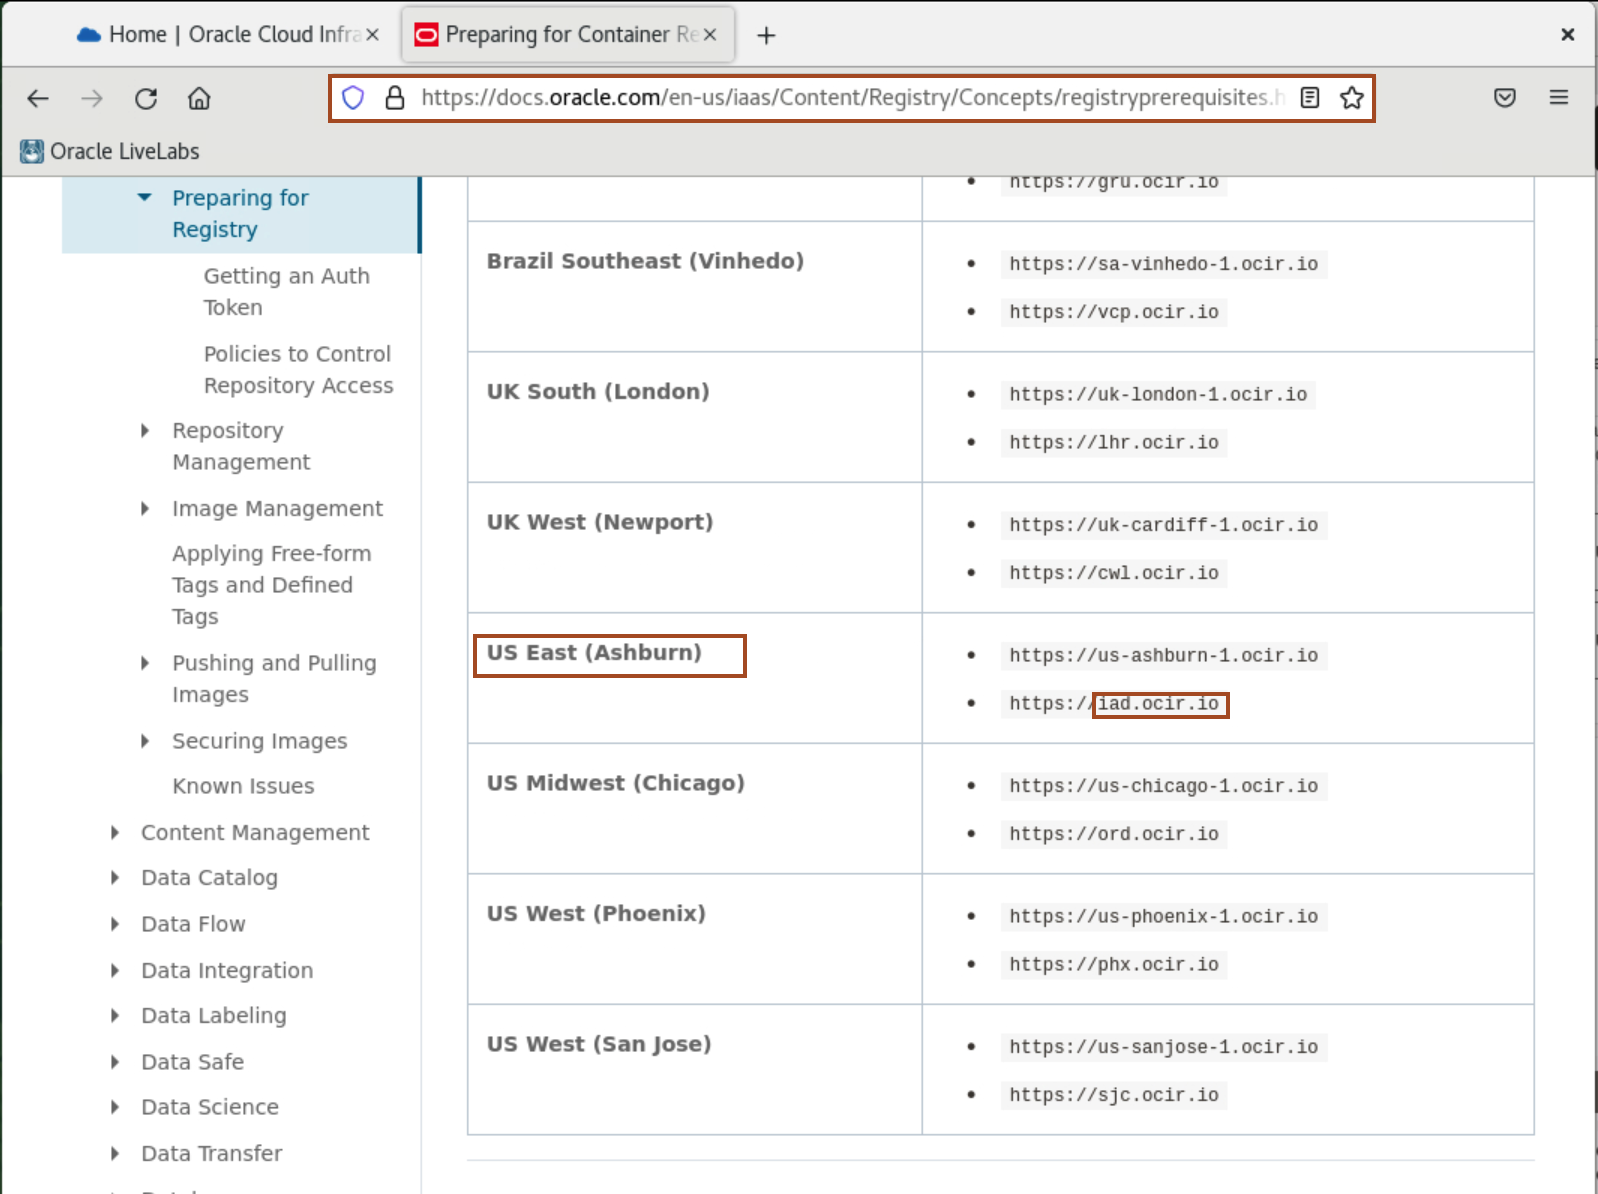 Home | Oracle Cloud Infra
Preparing for Container Re
https://docs.oracle.com/en-us/iaas/Content/Registry/Concepts/registryprerequisites.h
Oracle LiveLabs
Preparing for
Registry
Getting an Auth
Token
Policies to Control
Repository Access
Repository
Management
Image Management
Applying Free-form
Tags and Defined
Tags
Pushing and Pulling
Images
Securing Images
Known Issues
Content Management
Data Catalog
Data Flow
Data Integration
Data Labeling
Data Safe
Data Science
Data Transfer
https://gru.ocir.io
Brazil Southeast (Vinhedo)
https://sa-vinhedo-1.ocir.io
https://vcp.ocir.io
UK South (London)
https://uk-london-1.ocir.io
https://lhr.ocir.io
UK West (Newport)
https://uk-cardiff-1.ocir.io
https://cwl.ocir.io
US East (Ashburn)
https://us-ashburn-1.ocir.io
https://iad.ocir.io
US Midwest (Chicago)
https://us-chicago-1.ocir.io
https://ord.ocir.io
US West (Phoenix)
https://us-phoenix-1.ocir.io
https://phx.ocir.io
US West (San Jose)
https://us-sanjose-1.ocir.io
https://sjc.ocir.io